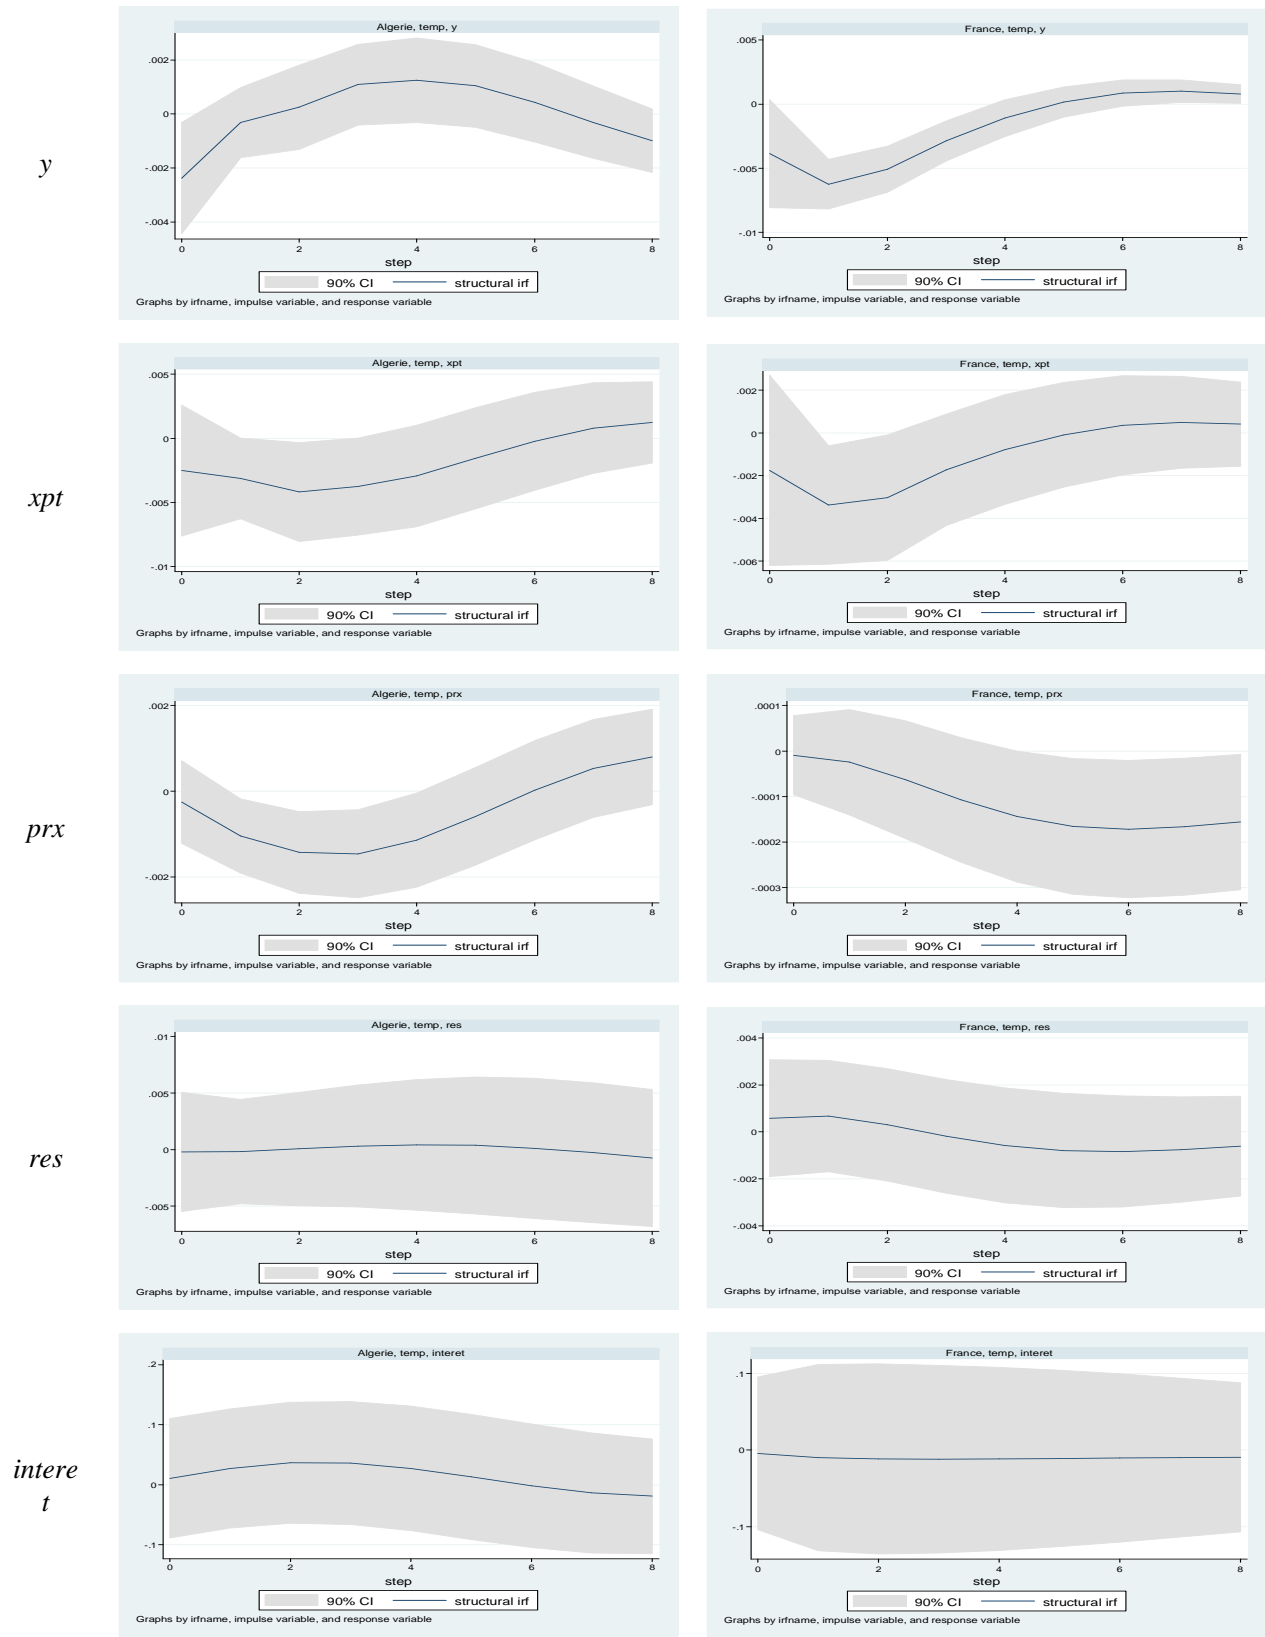 y
Algerie, temp, y
.002
0
-.002
-.004
0 2 4 6 8
step
90% CI structural irf
Graphs by irfname, impulse variable, and response variable
France, temp, y
.005
0
-.005
-.01
0 2 4 6 8
step
90% CI structural irf
Graphs by irfname, impulse variable, and response variable
xpt
Algerie, temp, xpt
.005
0
-.005
-.01
0 2 4 6 8
step
90% CI structural irf
Graphs by irfname, impulse variable, and response variable
France, temp, xpt
.002
0
-.002
-.004
-.006
0 2 4 6 8
step
90% CI structural irf
Graphs by irfname, impulse variable, and response variable
prx
Algerie, temp, prx
.002
0
-.002
0 2 4 6 8
step
90% CI structural irf
Graphs by irfname, impulse variable, and response variable
France, temp, prx
.0001
0
-.0001
-.0002
-.0003
0 2 4 6 8
step
90% CI structural irf
Graphs by irfname, impulse variable, and response variable
res
Algerie, temp, res
.01
.005
0
-.005
0 2 4 6 8
step
90% CI structural irf
Graphs by irfname, impulse variable, and response variable
France, temp, res
.004
.002
0
-.002
-.004
0 2 4 6 8
step
90% CI structural irf
Graphs by irfname, impulse variable, and response variable
intere
t
Algerie, temp, interet
.2
.1
0
-.1
0 2 4 6 8
step
90% CI structural irf
Graphs by irfname, impulse variable, and response variable
France, temp, interet
.1
0
-.1
0 2 4 6 8
step
90% CI structural irf
Graphs by irfname, impulse variable, and response variable